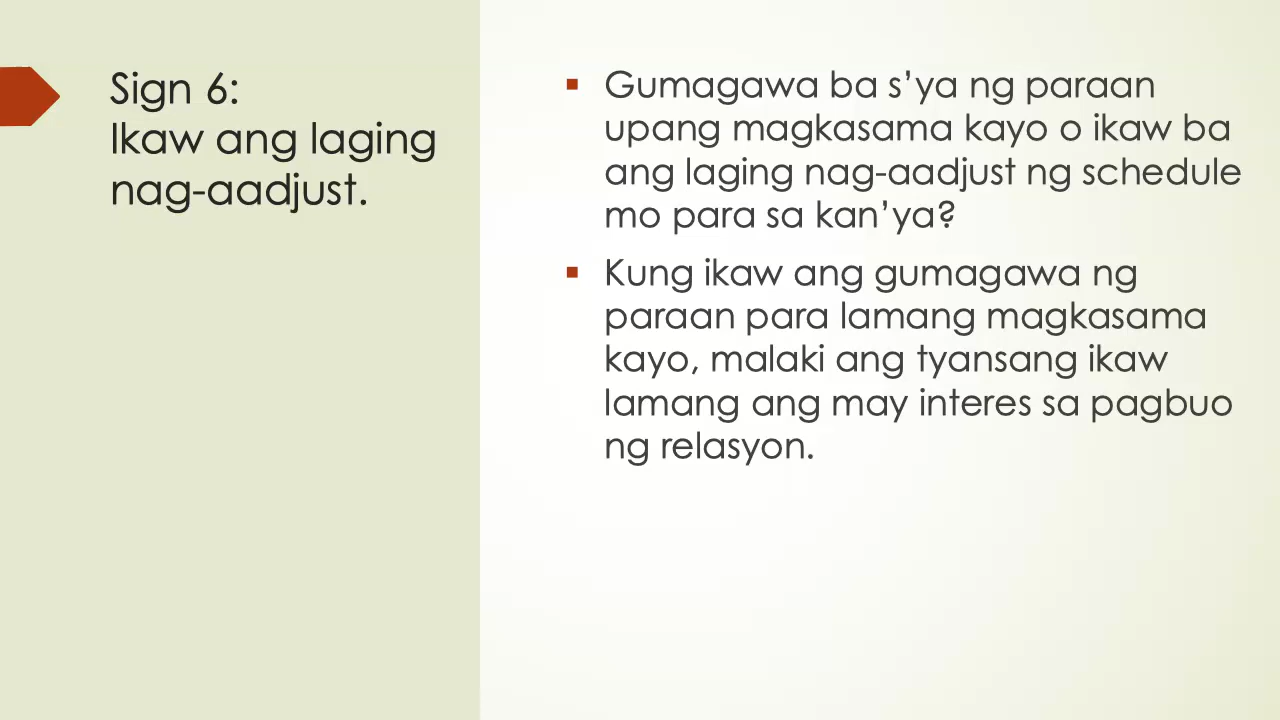 Sign 6:
Ikaw ang laging
nag-aadjust.
▪ Gumagawa ba s’ya ng paraan
upang magkasama kayo o ikaw ba
ang laging nag-aadjust ng schedule
mo para sa kan’ya?
▪ Kung ikaw ang gumagawa ng
paraan para lamang magkasama
kayo, malaki ang tyansang ikaw
lamang ang may interes sa pagbuo
ng relasyon.